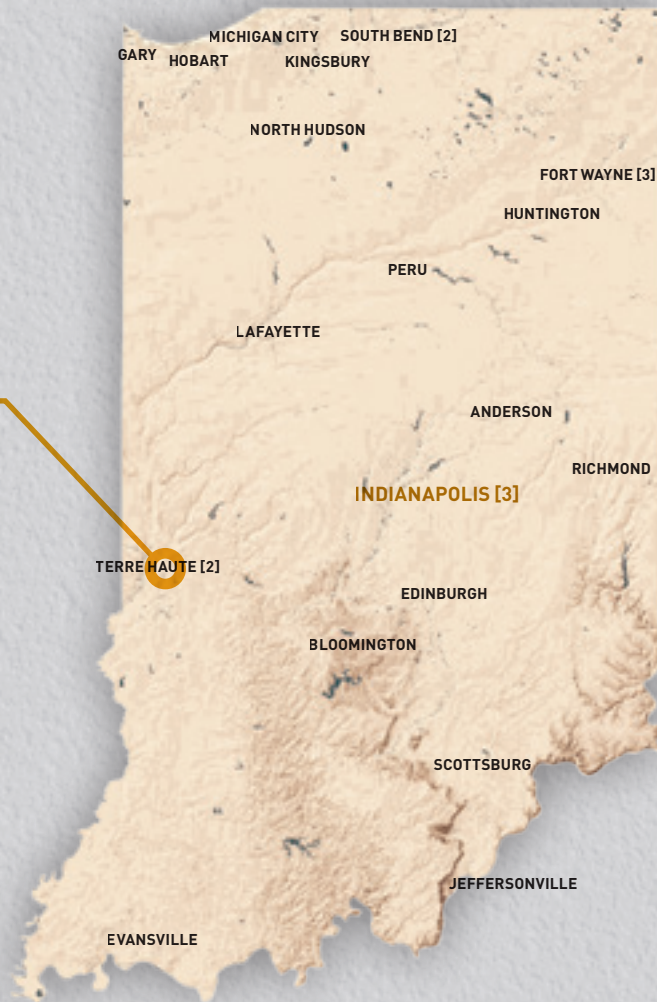 MICHIGAN CITY
SOUTH BEND [2]
GARY
HOBART
KINGSBURY
NORTH HUDSON
FORT WAYNE [3]
HUNTINGTON
PERU
LAFAYETTE
ANDERSON
RICHMOND
INDIANAPOLIS [3]
TERRE HAUTE [2]
EDINBURGH
BLOOMINGTON
SCOTTSBURG
JEFFERSONVILLE
EVANSVILLE